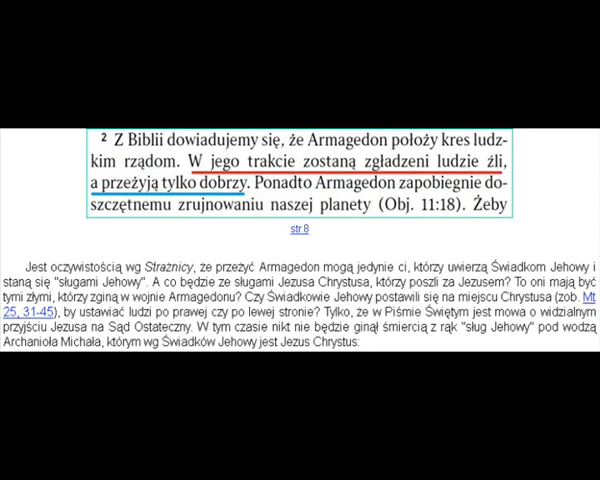 ² Z Biblii dowiadujemy się, że Armagedon położy kres ludz-
kim rządom. W jego trakcie zostaną zgładzeni ludzie źli,
a przeżyją tylko dobrzy. Ponadto Armagedon zapobiegnie do-
szczętnemu zrujnowaniu naszej planety (Obj. 11:18). Żeby
str.8
Jest oczywistością wg Strażnicy, że przeżyć Armagedon mogą jedynie ci, którzy uwierzą Świadkom Jehowy i
staną się "sługami Jehowy". A co będzie ze sługami Jezusa Chrystusa, którzy poszli za Jezusem? To oni mają być
tymi złymi, którzy zginą w wojnie Armagedonu? Czy Świadkowie Jehowy postawili się na miejscu Chrystusa (zob. Mt
25, 31-45), by ustawiać ludzi po prawej czy po lewej stronie? Tylko, że w Piśmie Świętym jest mowa o widzialnym
przyjściu Jezusa na Sąd Ostateczny. W tym czasie nikt nie będzie ginął śmiercią z rąk "sług Jehowy" pod wodzą
Archanioła Michała, którym wg Świadków Jehowy jest Jezus Chrystus: